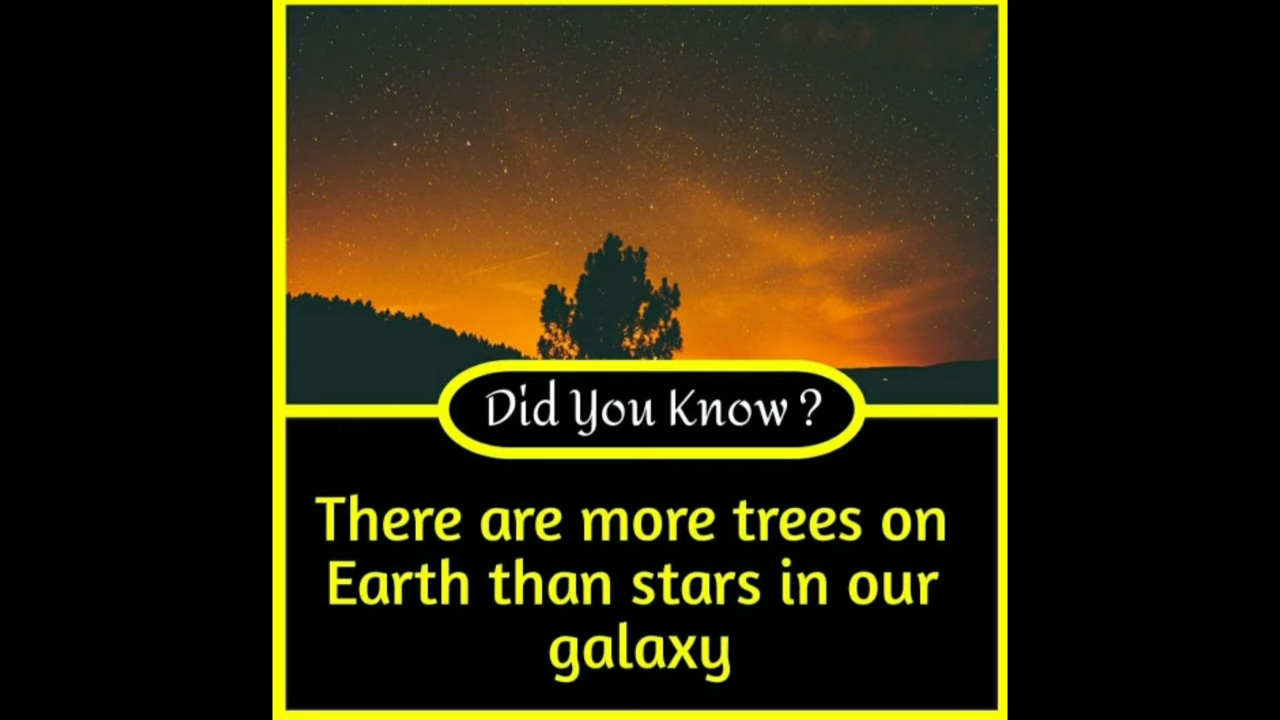 Did You Know ?
There are more trees on
Earth than stars in our
galaxy